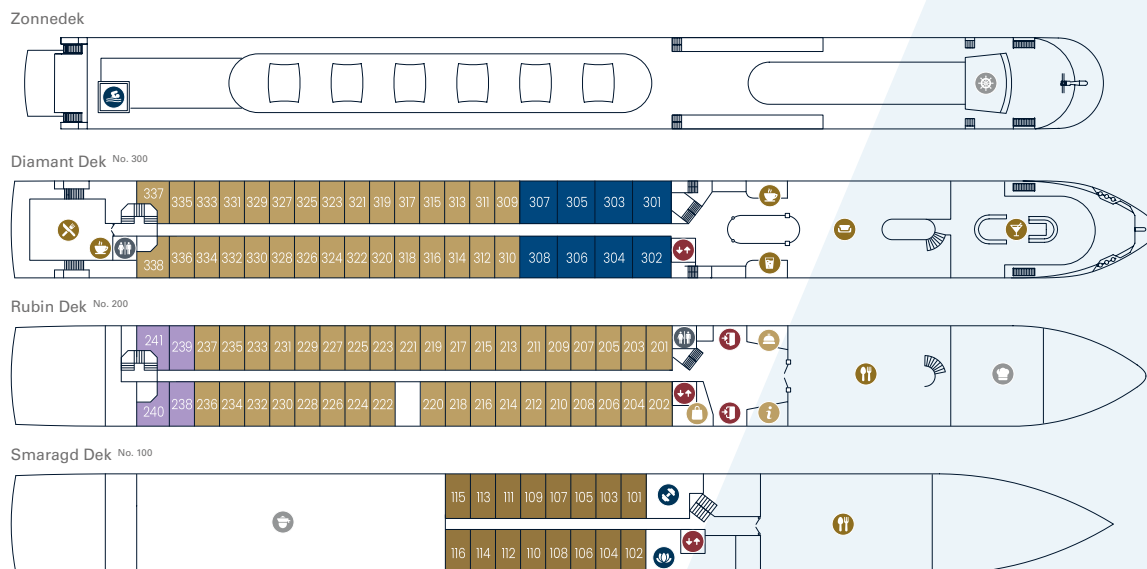 Zonnedek
Diamant Dek No. 300
337 335 333 331 329 327 325 323 321 319 317 315 313 311 309 307 305 303 301
338 336 334 332 330 328 326 324 322 320 318 316 314 312 310 308 306 304 302
Rubin Dek No. 200
241 239 237 235 233 231 229 227 225 223 221 219 217 215 213 211 209 207 205 203 201
240 238 236 234 232 230 228 226 224 222 220 218 216 214 212 210 208 206 204 202
i
Smaragd Dek No. 100
115 113 111 109 107 105 103 101
116 114 112 110 108 106 104 102